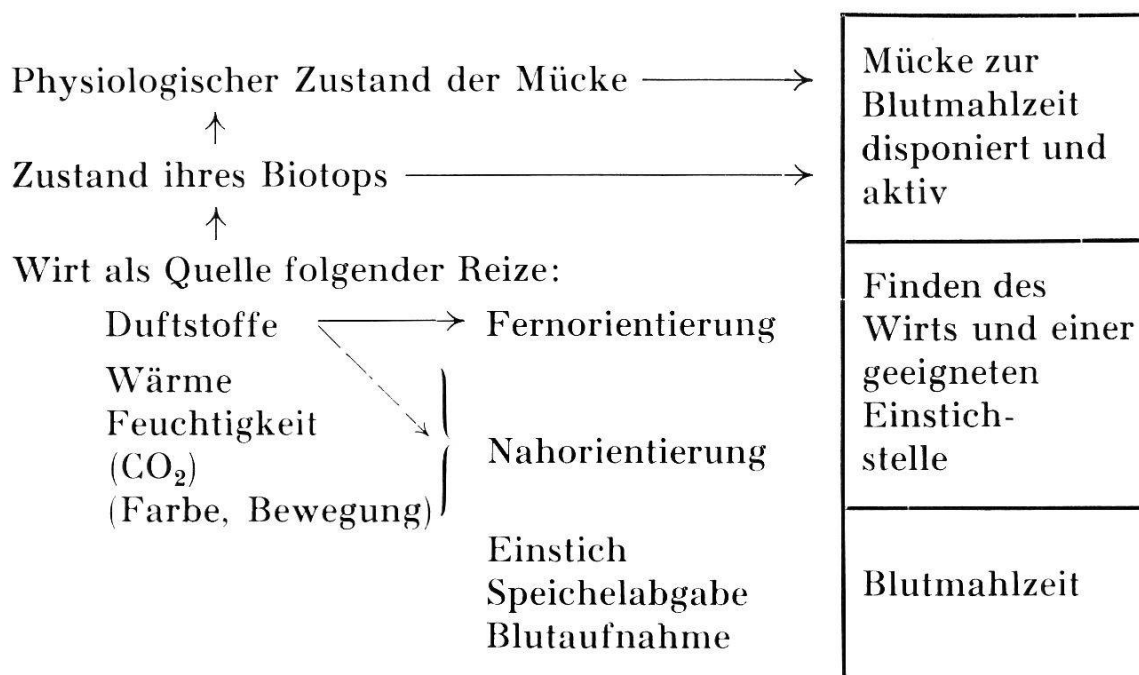 Physiologischer Zustand der Mücke
Zustand ihres Biotops
Wirt als Quelle folgender Reize:
Duftstoffe
Fernorientierung
Wärme
Feuchtigkeit
(CO₂)
(Farbe, Bewegung)
Nahorientierung
Einstich
Speichelabgabe
Blutaufnahme
Mücke zur
Blutmahlzeit
disponiert und
aktiv
Finden des
Wirts und einer
geeigneten
Einstich-
stelle
Blutmahlzeit